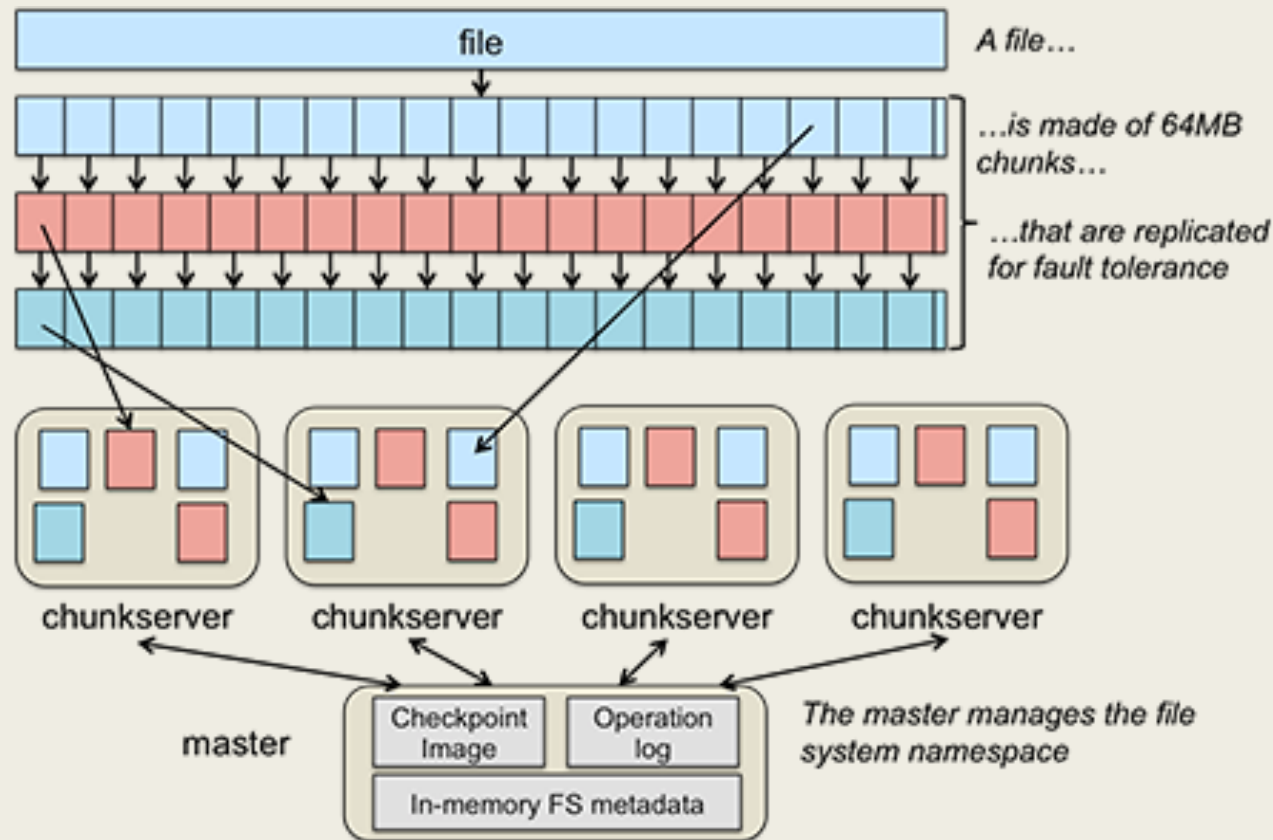 file
A file…
…is made of 64MB
chunks…
…that are replicated
for fault tolerance
chunkserver
chunkserver
chunkserver
chunkserver
master
Checkpoint
Image
Operation
log
In-memory FS metadata
The master manages the file
system namespace